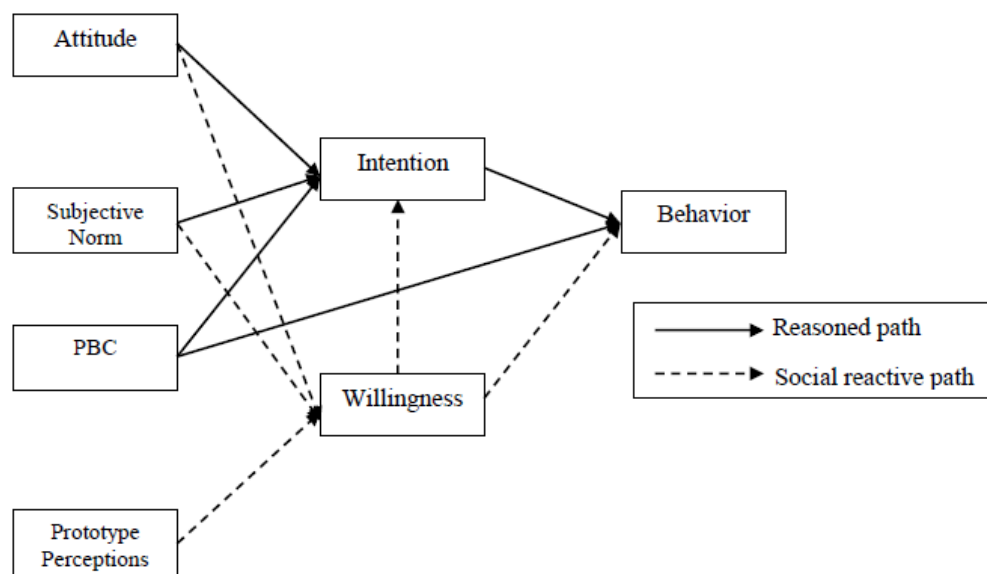 Attitude
Intention
Subjective
Norm
Behavior
PBC
Reasoned path
Social reactive path
Willingness
Prototype
Perceptions